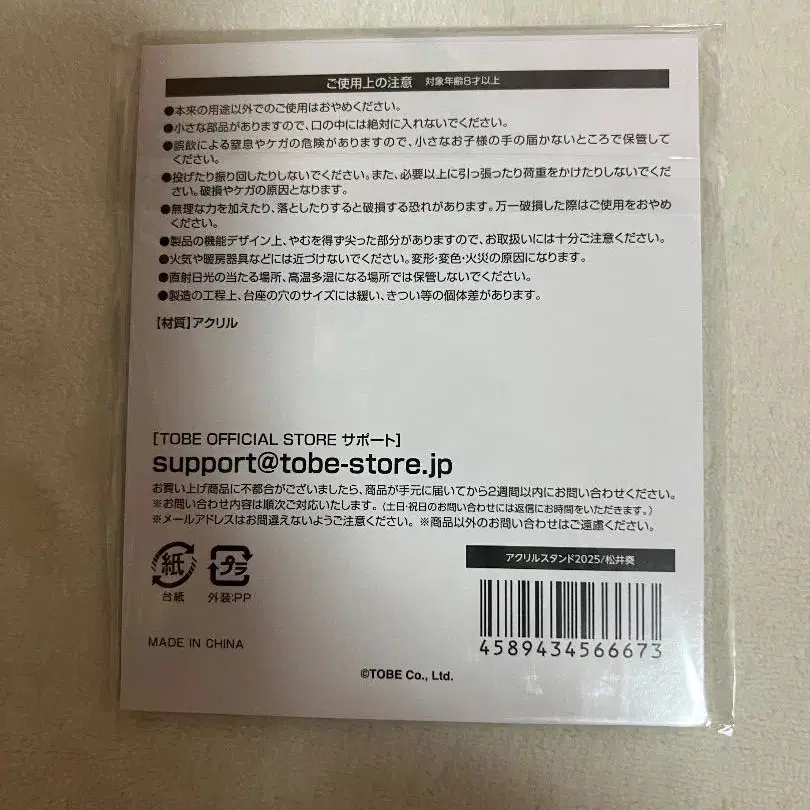 ご使用上の注意 対象年齢8才以上
●本来の用途以外でのご使用はおやめください。
●小さな部品がありますので、口の中には絶対に入れないでください。
●誤飲による窒息やケガの危険がありますので、小さなお子様の手の届かないところで保管して
ください。
●投げたり振り回したりしないでください。また、必要以上に引っ張ったり荷重をかけたりしないでくだ
さい。破損やケガの原因となります。
●無理な力を加えたり、落としたりすると破損する恐れがあります。万一破損した際はご使用をおやめ
ください。
●製品の機能デザイン上、やむを得ず尖った部分がありますので、お取扱いには十分ご注意ください。
●火気や暖房器具などには近づけないでください。変形・変色・火災の原因になります。
●直射日光の当たる場所、高温多湿になる場所では保管しないでください。
●製造の工程上、台座の穴のサイズには緩い、きつい等の個体差があります。
【材質】アクリル
[TOBE OFFICIAL STORE サポート]
support@tobe-store.jp
お買い上げ商品に不都合がございましたら、商品が手元に届いてから2週間以内にお問い合わせください。
※お問い合わせ内容は順次ご対応いたします。（土日・祝日のお問い合わせには返信にお時間をいただきます。）
※メールアドレスはお間違えないようご注意ください。※商品以外のお問い合わせはご遠慮ください。
紙 プラ
台紙 外装:PP
アクリルスタンド2025/松井奏
4589434566673
MADE IN CHINA
©TOBE Co., Ltd.